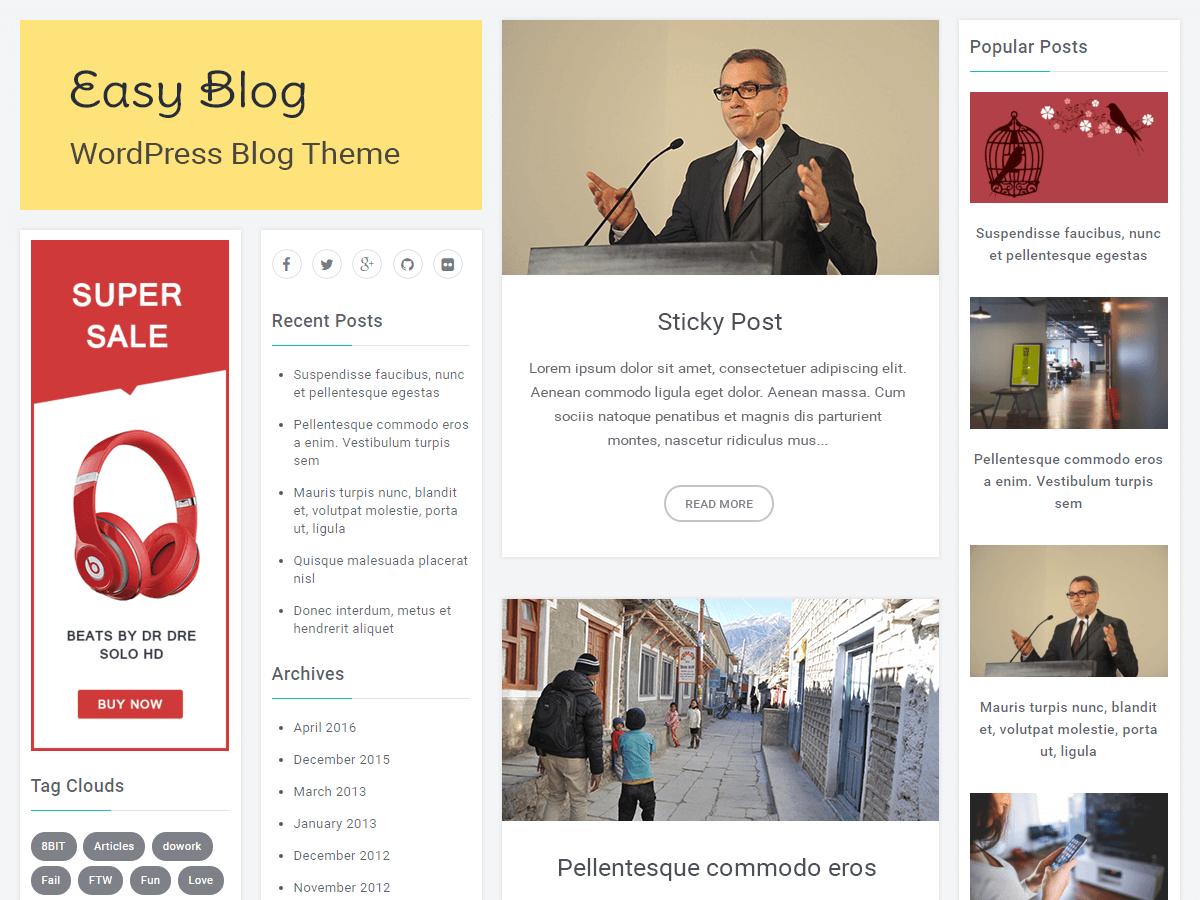 Easy Blog
WordPress Blog Theme
SUPER
SALE
BEATS BY DR DRE
SOLO HD
BUY NOW
Tag Clouds
8BIT
Articles
dowork
Fail
FTW
Fun
Love
Recent Posts
Suspendisse faucibus, nunc
et pellentesque egestas
Pellentesque commodo eros
a enim. Vestibulum turpis
sem
Mauris turpis nunc, blandit
et, volutpat molestie, porta
ut, ligula
Quisque malesuada placerat
nisl
Donec interdum, metus et
hendrerit aliquet
Archives
April 2016
December 2015
March 2013
January 2013
December 2012
November 2012
Sticky Post
Lorem ipsum dolor sit amet, consectetuer adipiscing elit.
Aenean commodo ligula eget dolor. Aenean massa. Cum
sociis natoque penatibus et magnis dis parturient
montes, nascetur ridiculus mus...
READ MORE
Pellentesque commodo eros
Popular Posts
Suspendisse faucibus, nunc
et pellentesque egestas
Pellentesque commodo eros
a enim. Vestibulum turpis
sem
Mauris turpis nunc, blandit
et, volutpat molestie, porta
ut, ligula